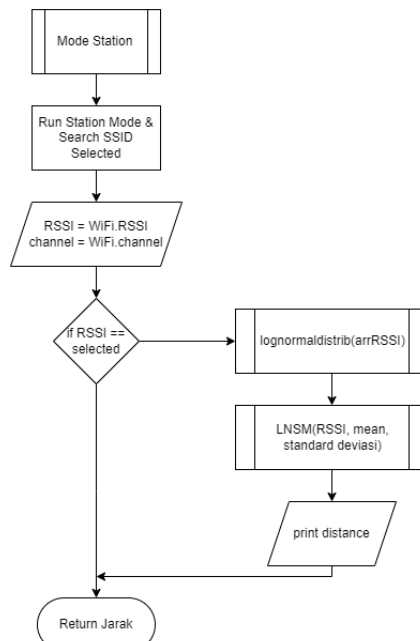 Mode Station
Run Station Mode &
Search SSID
Selected
RSSI = WiFi.RSSI
channel = WiFi.channel
if RSSI ==
selected
lognormaldistrib(arrRSSI)
LNSM(RSSI, mean,
standard deviasi)
print distance
Return Jarak